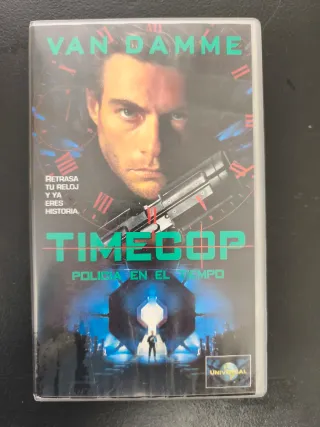 VAN DAMME
RETRASA
TU RELOJ
Y YA
ERES
HISTORIA.
TIMECOP
POLICIA EN EL TIEMPO
UNIVERSAL